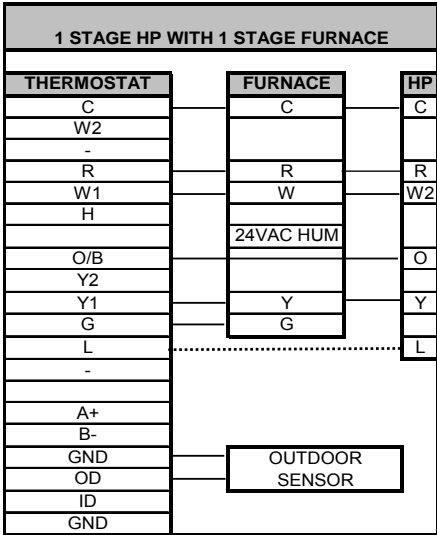 1 STAGE HP WITH 1 STAGE FURNACE
THERMOSTAT FURNACE HP
C C C
W2
-
R R R
W1 W W2
H
24VAC HUM
O/B O
Y2
Y1 Y Y
G G
L L
-
A+
B-
GND OUTDOOR
OD SENSOR
ID
GND